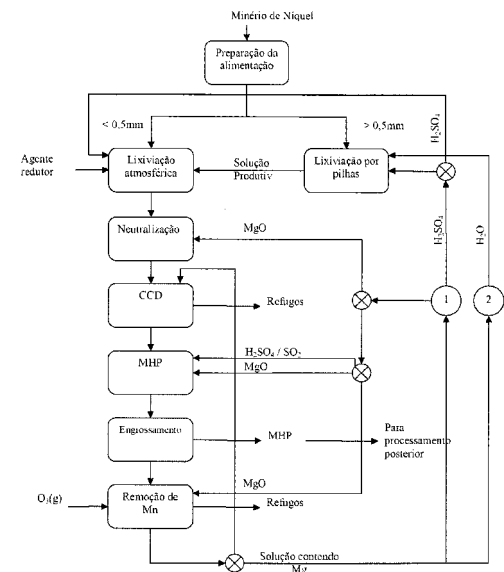 Minério de Níquel
Preparação da
alimentação
< 0,5mm
> 0,5mm
H₂SO₄
Agente
redutor
Lixiviação
atmosférica
Solução
Produtiv
Lixiviação por
pilhas
Neutralização
MgO
H₂SO₄
H₂O
CCD
Refugos
1
2
MHP
H₂SO₄ / SO₂
MgO
Engrossamento
MHP
Para
processamento
posterior
MgO
O₃(g)
Remoção de
Mn
Refugos
Solução contendo
Mg